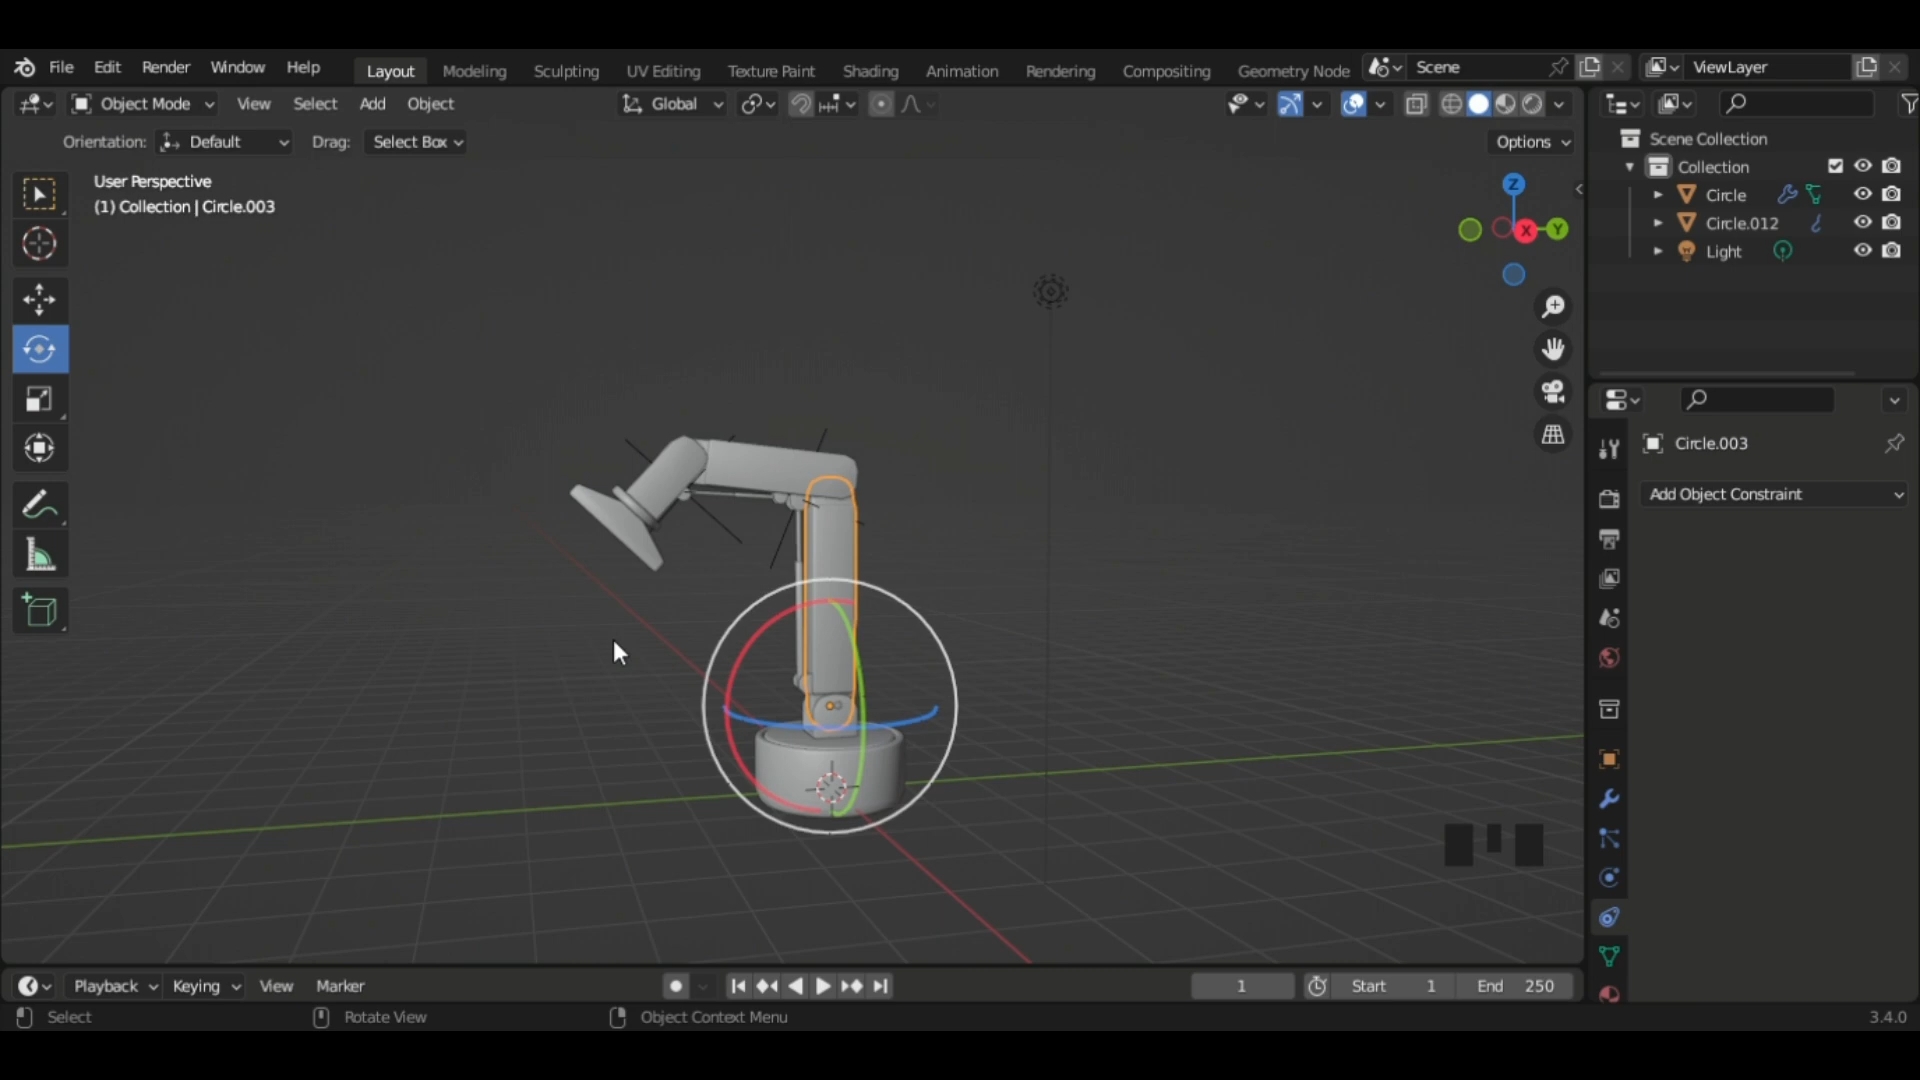 File Edit Render Window Help Layout Modeling Sculpting UV Editing Texture Paint Shading Animation Rendering Compositing Geometry Node Scene ViewLayer
Object Mode View Select Add Object Global
Orientation: Default Drag: Select Box Options
User Perspective
(1) Collection | Circle.003
Z
X
Y
Scene Collection
Collection
Circle
Circle.012
Light
Circle.003
Add Object Constraint
Playback Keying View Marker 1 Start 1 End 250
Select Rotate View Object Context Menu 3.4.0